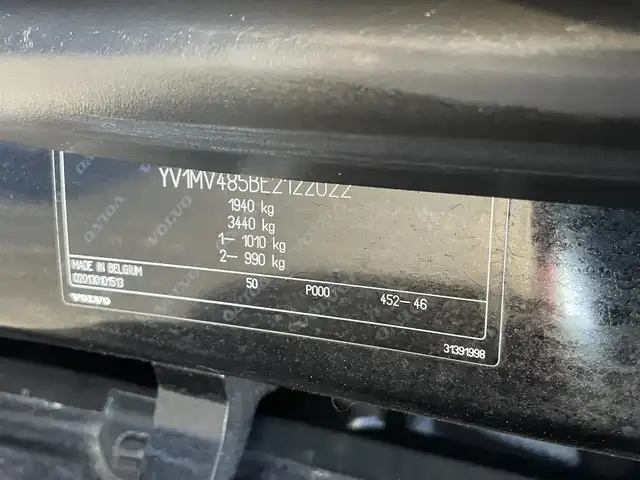 YV1MV485BE2122022
1940 kg
3440 kg
1- 1010 kg
2- 990 kg
MADE IN BELGIUM
020130101513 50 P000 452-46
VOLVO
31391998